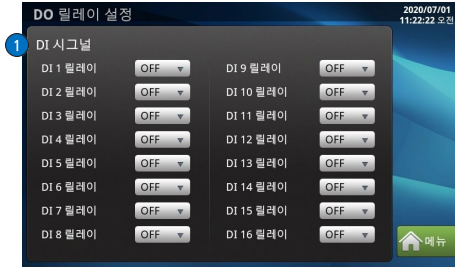 DO 릴레이 설정
2020/07/01
11:22:22 오전
1
DI 시그널
DI 1 릴레이 OFF DI 9 릴레이 OFF
DI 2 릴레이 OFF DI 10 릴레이 OFF
DI 3 릴레이 OFF DI 11 릴레이 OFF
DI 4 릴레이 OFF DI 12 릴레이 OFF
DI 5 릴레이 OFF DI 13 릴레이 OFF
DI 6 릴레이 OFF DI 14 릴레이 OFF
DI 7 릴레이 OFF DI 15 릴레이 OFF
DI 8 릴레이 OFF DI 16 릴레이 OFF
메뉴